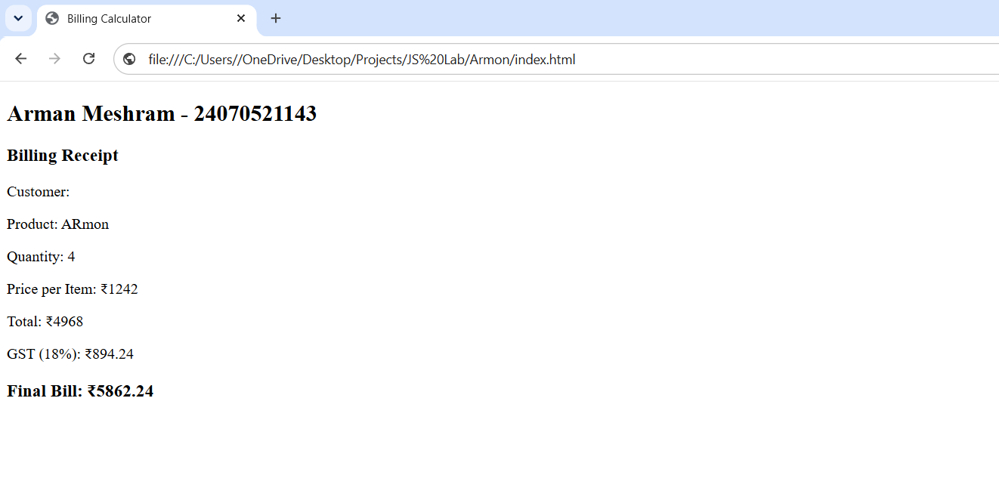 Billing Calculator
file:///C:/Users//OneDrive/Desktop/Projects/JS%20Lab/Armon/index.html
Arman Meshram - 24070521143
Billing Receipt
Customer:
Product: ARmon
Quantity: 4
Price per Item: ₹1242
Total: ₹4968
GST (18%): ₹894.24
Final Bill: ₹5862.24